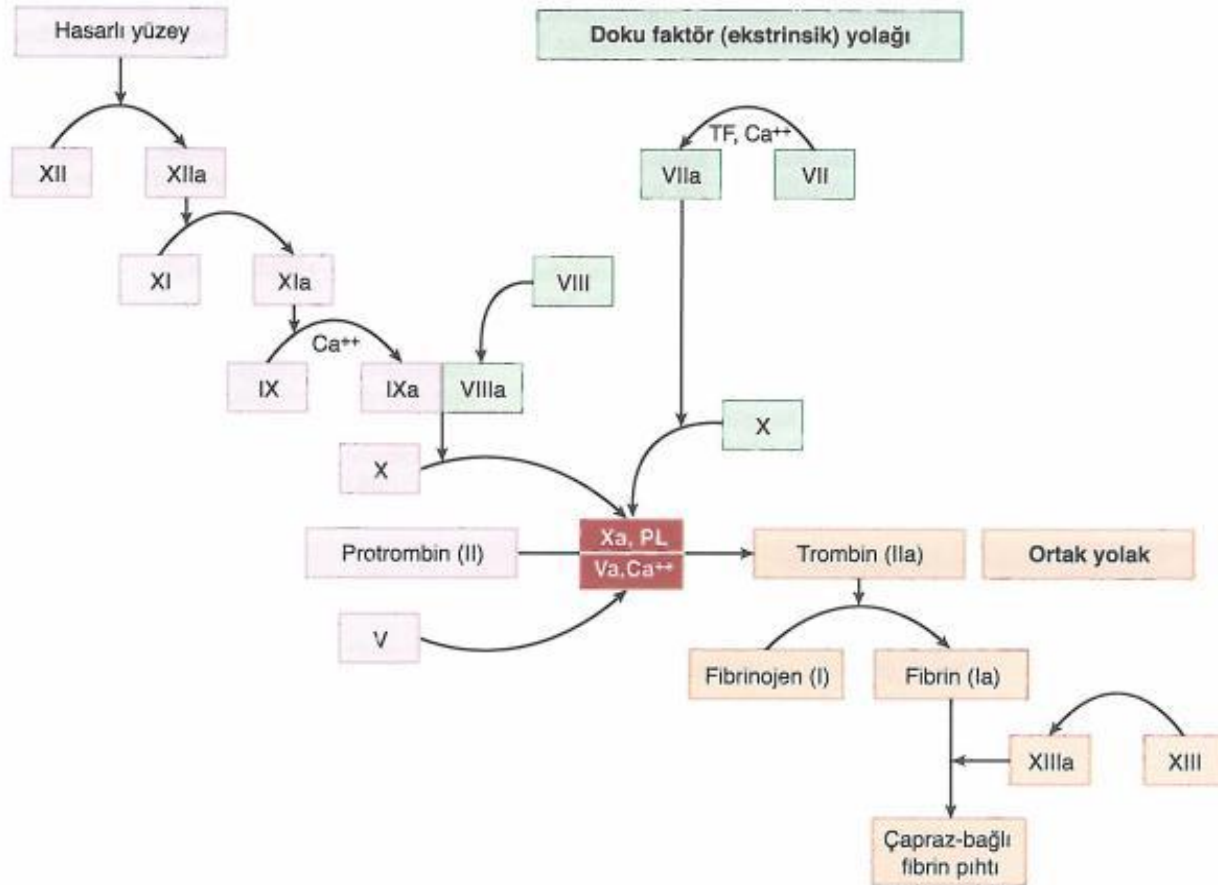 Hasarlı yüzey
Doku faktör (ekstrinsik) yolağı
TF, Ca++
XII
XIIa
VIIa
VII
XI
XIa
VIII
Ca++
IX
IXa
VIIIa
X
X
Protrombin (II)
Xa, PL
Va,Ca++
Trombin (IIa)
Ortak yolak
V
Fibrinojen (I)
Fibrin (Ia)
XIIIa
XIII
Çapraz-bağlı
fibrin pıhtı